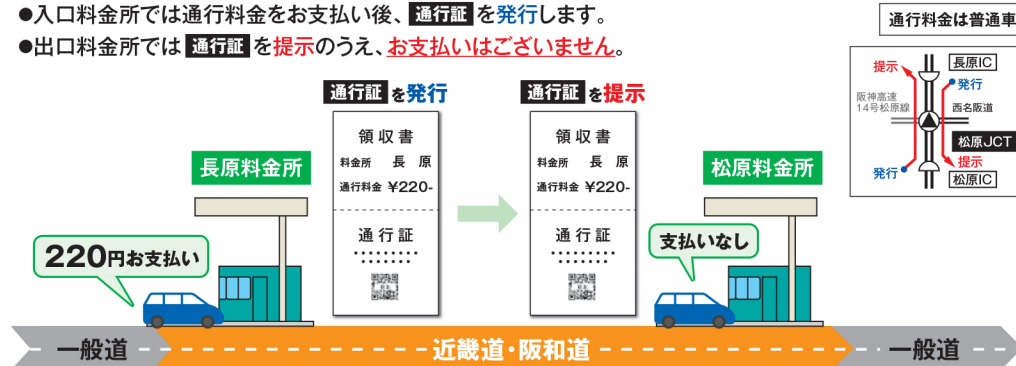 ●入口料金所では通行料金をお支払い後、通行証を発行します。
●出口料金所では通行証を提示のうえ、お支払いはございません。
通行料金は普通車
通行証を発行
領収書
料金所 長原
通行料金 ¥220-
通行証
通行証を提示
領収書
料金所 長原
通行料金 ¥220-
通行証
長原料金所
220円お支払い
松原料金所
支払いなし
提示
長原IC
発行
阪神高速
14号松原線
西名阪道
松原JCT
発行
提示
松原IC
一般道
近畿道・阪和道
一般道